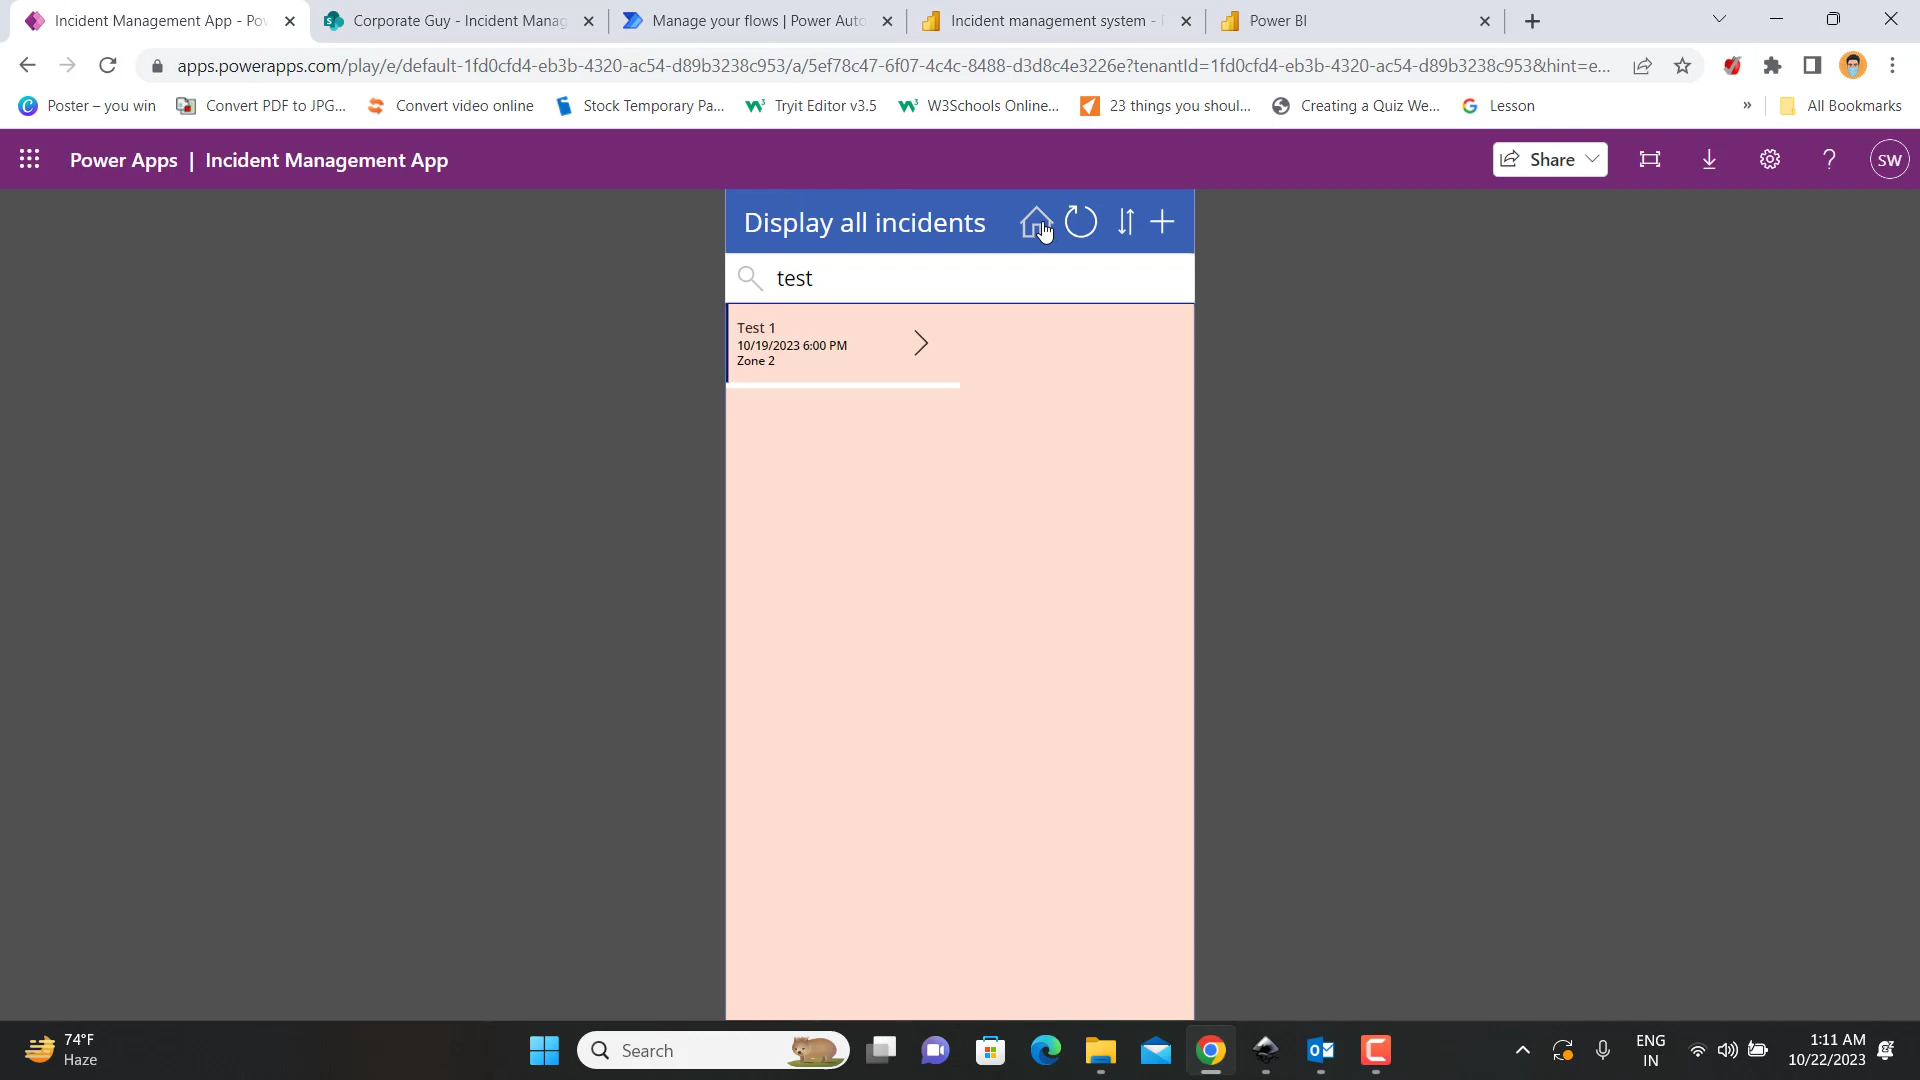 Incident Management App - Po
Corporate Guy - Incident Manag
Manage your flows | Power Auto
Incident management system -
Power BI
apps.powerapps.com/play/e/default-1fd0cfd4-eb3b-4320-ac54-d89b3238c953/a/5ef78c47-6f07-4c4c-8488-d3d8c4e3226e?tenantId=1fd0cfd4-eb3b-4320-ac54-d89b3238c953&hint=e...
Poster – you win
Convert PDF to JPG...
Convert video online
Stock Temporary Pa...
Tryit Editor v3.5
W3Schools Online...
23 things you shoul...
Creating a Quiz We...
Lesson
»
All Bookmarks
Power Apps | Incident Management App
Share
SW
Display all incidents
test
Test 1
10/19/2023 6:00 PM
Zone 2
74°F
Haze
Search
ENG
IN
1:11 AM
10/22/2023